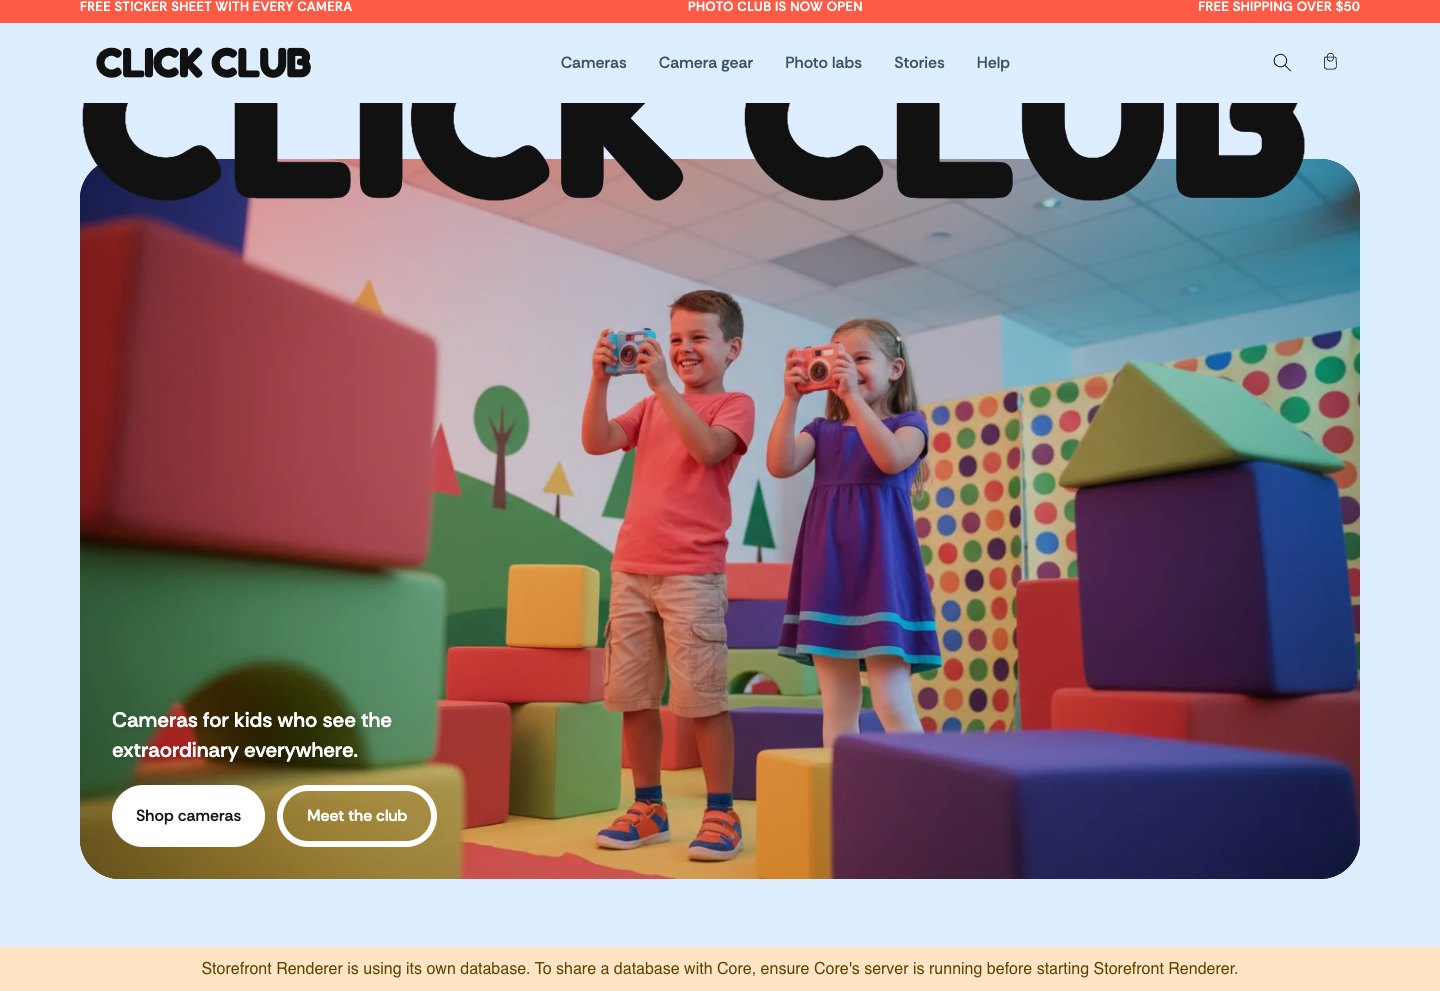 FREE STICKER SHEET WITH EVERY CAMERA
PHOTO CLUB IS NOW OPEN
FREE SHIPPING OVER $50
CLICK CLUB
Cameras
Camera gear
Photo labs
Stories
Help
CLICK CLUB
Cameras for kids who see the
extraordinary everywhere.
Shop cameras
Meet the club
Storefront Renderer is using its own database. To share a database with Core, ensure Core's server is running before starting Storefront Renderer.